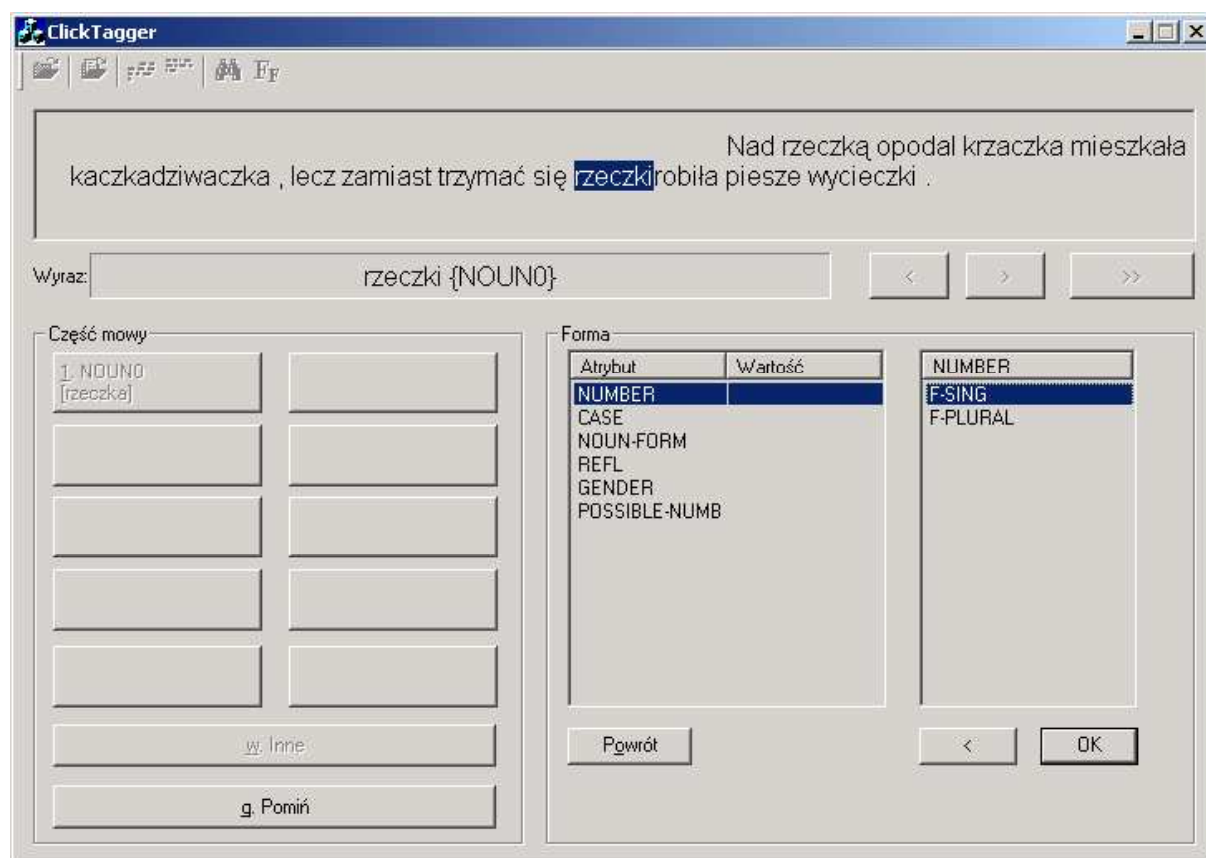 ClickTagger
FF
Nad rzeczką opodal krzaczka mieszkała
kaczkadziwaczka , lecz zamiast trzymać się rzeczki robiła piesze wycieczki .
Wyraz: rzeczki {NOUN0} < > >>
Część mowy
1. NOUN0
[rzeczka]
w. Inne
g. Pomiń
Forma
Atrybut Wartość
NUMBER
CASE
NOUN-FORM
REFL
GENDER
POSSIBLE-NUMB
NUMBER
F-SING
F-PLURAL
Powrót < OK